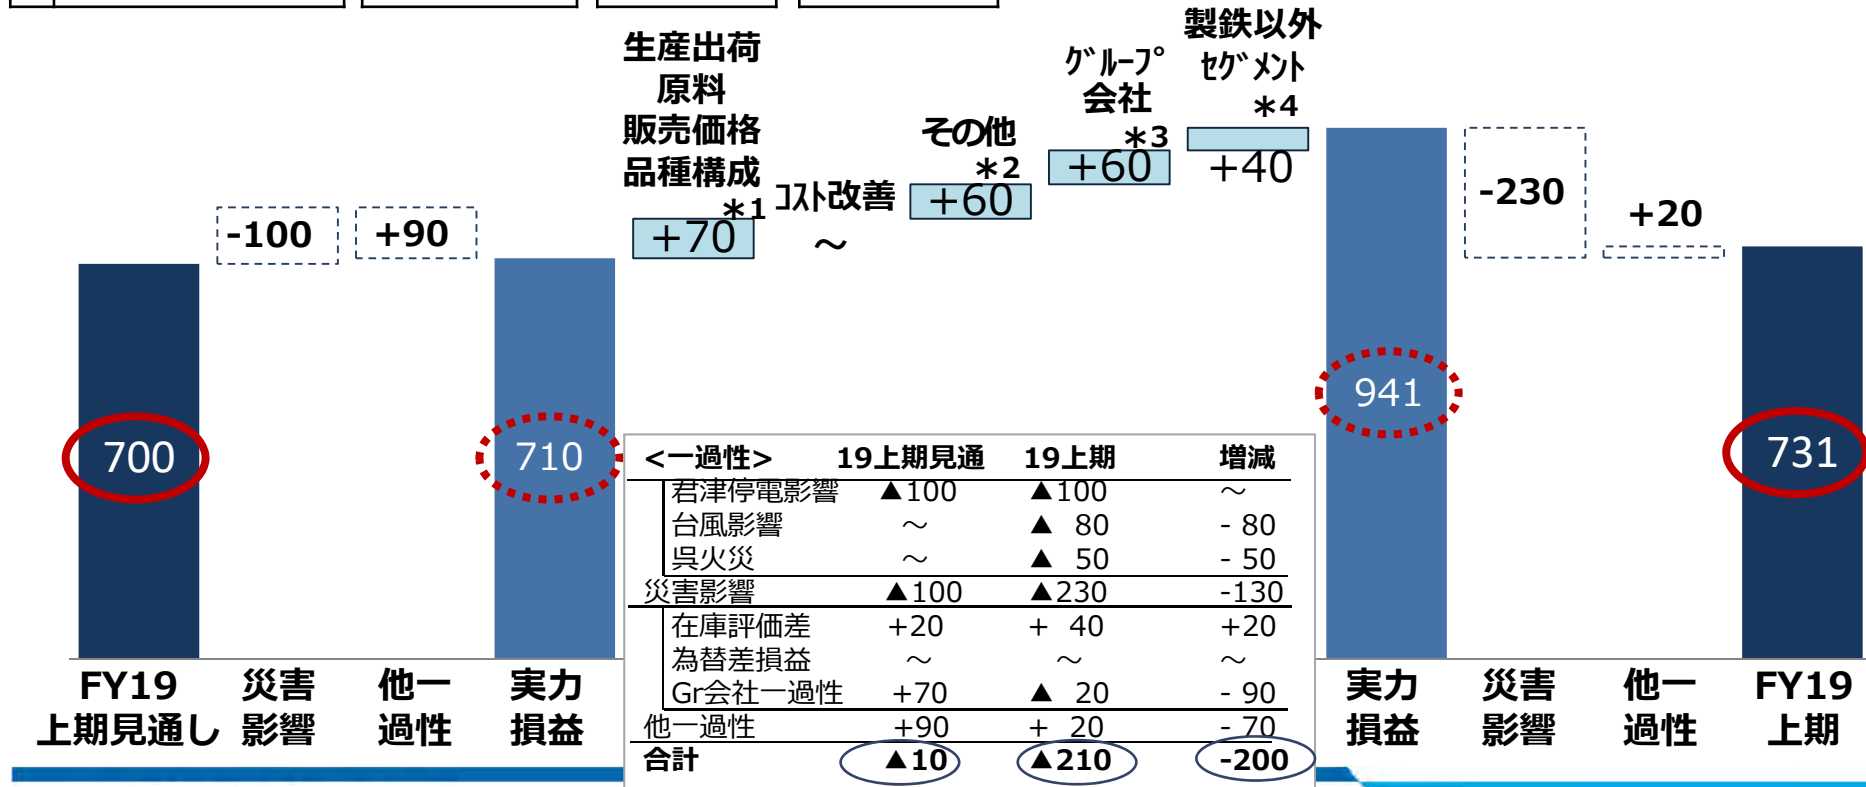 生産出荷
原料
販売価格
品種構成
＊1
ｺｽﾄ改善
その他
＊2
ｸﾞﾙｰﾌﾟ
会社
＊3
製鉄以外
ｾｸﾞﾒﾝﾄ
＊4
-100
+90
+70
～
+60
+60
+40
-230
+20
700
710
941
731
<一過性> 19上期見通 19上期 増減
君津停電影響 ▲100 ▲100 ～
台風影響 ～ ▲ 80 - 80
呉火災 ～ ▲ 50 - 50
災害影響 ▲100 ▲230 -130
在庫評価差 +20 + 40 +20
為替差損益 ～ ～ ～
Gr会社一過性 +70 ▲ 20 - 90
他一過性 +90 + 20 - 70
合計 ▲10 ▲210 -200
FY19
上期見通し
災害
影響
他一
過性
実力
損益
実力
損益
災害
影響
他一
過性
FY19
上期